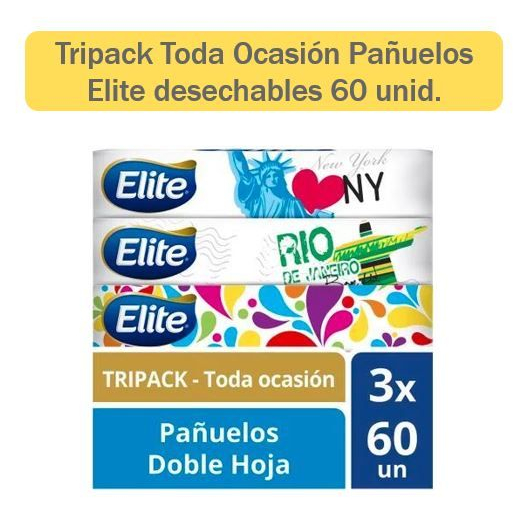 Tripack Toda Ocasión Pañuelos
Elite desechables 60 unid.
New York
Elite
NY
Elite
RIO
DE JANEIRO
Elite
TRIPACK - Toda ocasión
3x
60
un
Pañuelos
Doble Hoja